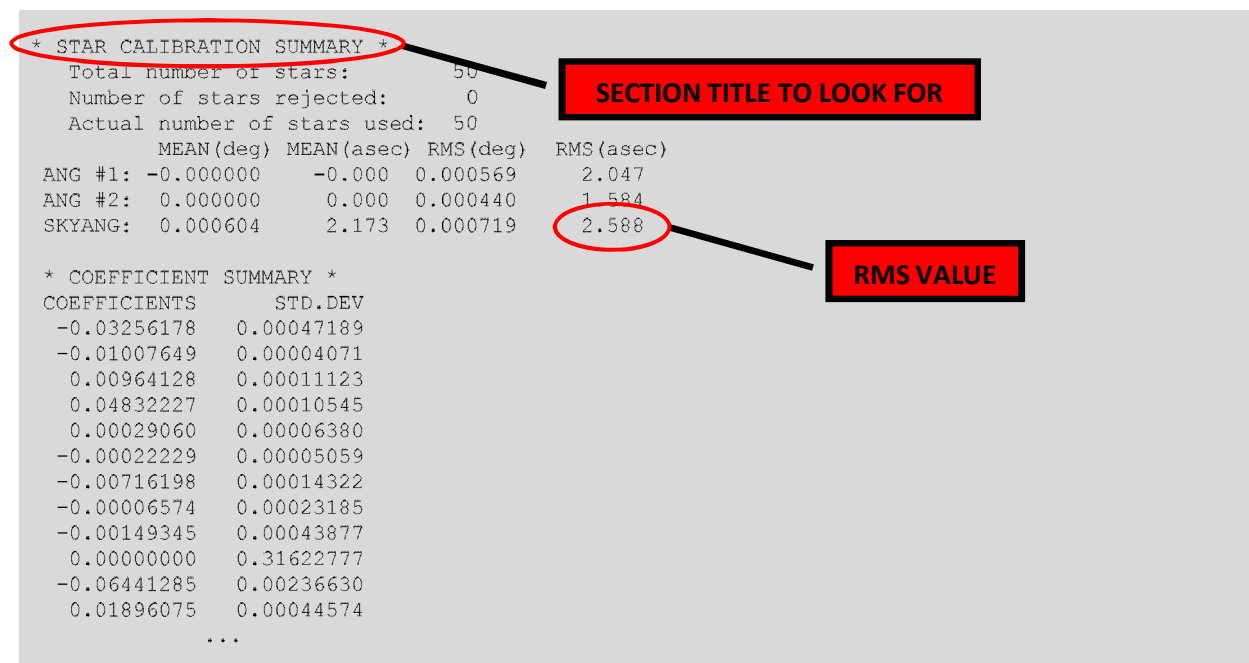 * STAR CALIBRATION SUMMARY *
Total number of stars: 50
SECTION TITLE TO LOOK FOR
Number of stars rejected: 0
Actual number of stars used: 50
MEAN(deg) MEAN(asec) RMS(deg) RMS(asec)
ANG #1: -0.000000 -0.000 0.000569 2.047
ANG #2: 0.000000 0.000 0.000440 1.584
SKYANG: 0.000604 2.173 0.000719 2.588
RMS VALUE
* COEFFICIENT SUMMARY *
COEFFICIENTS STD.DEV
-0.03256178 0.00047189
-0.01007649 0.00004071
0.00964128 0.00011123
0.04832227 0.00010545
0.00029060 0.00006380
-0.00022229 0.00005059
-0.00716198 0.00014322
-0.00006574 0.00023185
-0.00149345 0.00043877
0.00000000 0.31622777
-0.06441285 0.00236630
0.01896075 0.00044574
...